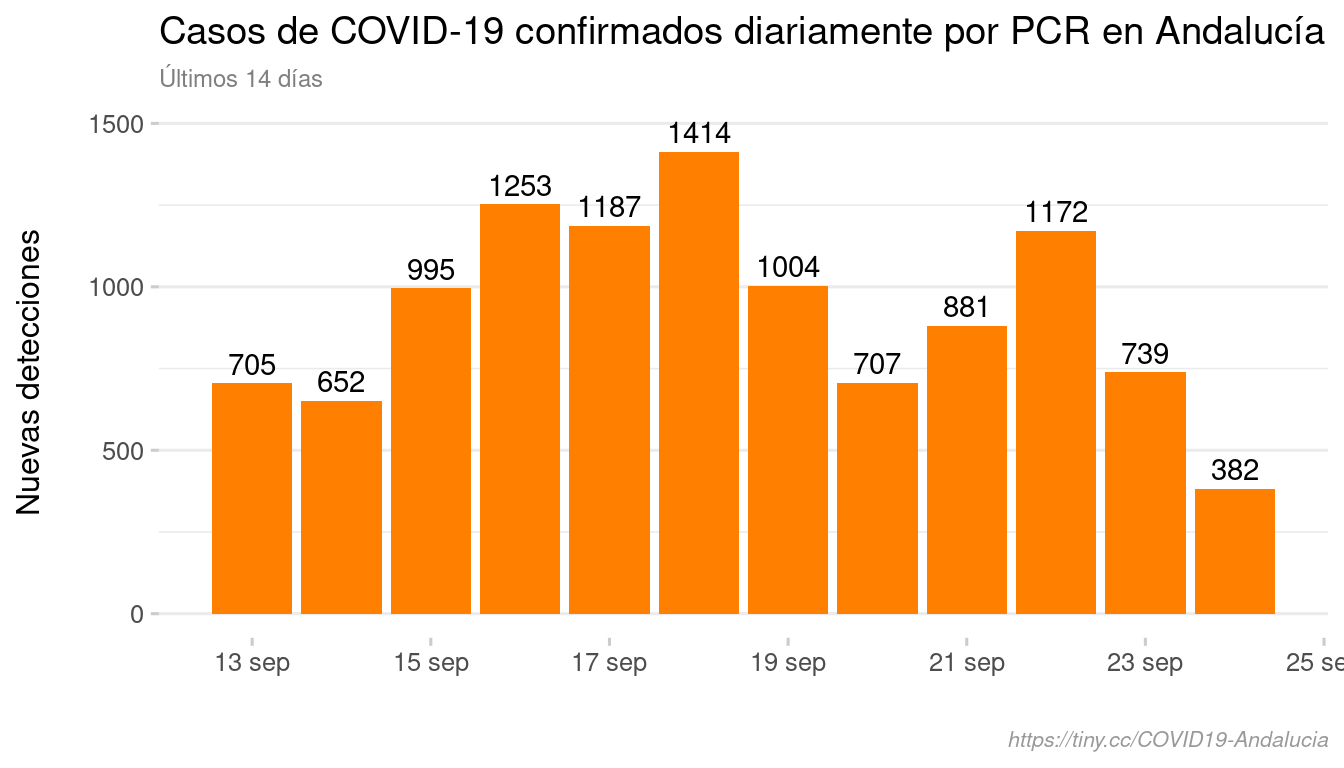 Casos de COVID-19 confirmados diariamente por PCR en Andalucía
Últimos 14 días
Nuevas detecciones
1500
1000
500
0
705
652
995
1253
1187
1414
1004
707
881
1172
739
382
13 sep
15 sep
17 sep
19 sep
21 sep
23 sep
25 se
https://tiny.cc/COVID19-Andalucia